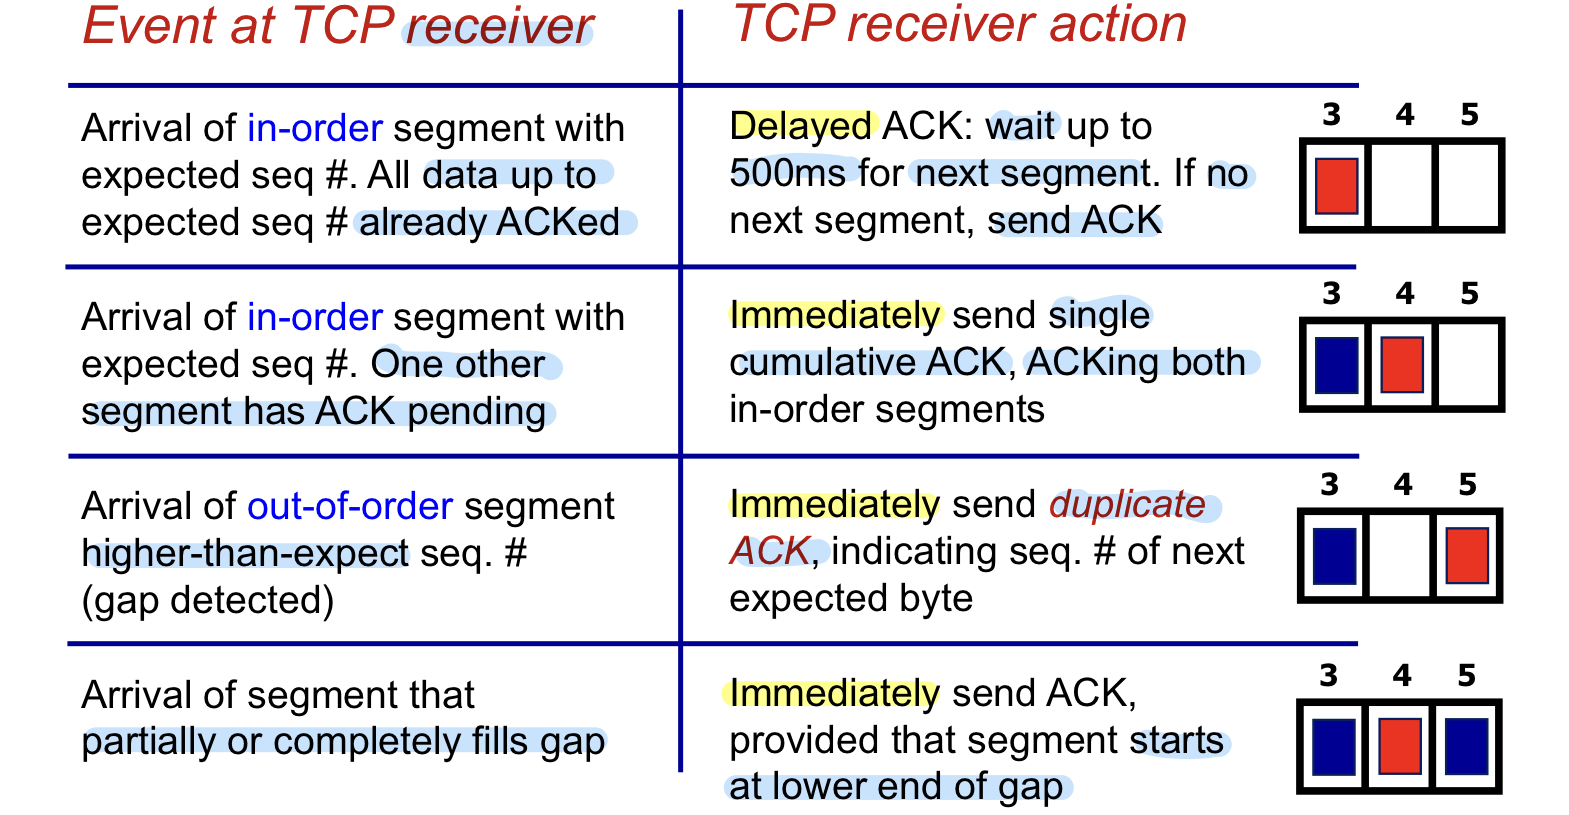 Event at TCP receiver
TCP receiver action
Arrival of in-order segment with
expected seq #. All data up to
expected seq # already ACKed
Delayed ACK: wait up to
500ms for next segment. If no
next segment, send ACK
3 4 5
Arrival of in-order segment with
expected seq #. One other
segment has ACK pending
Immediately send single
cumulative ACK, ACKing both
in-order segments
3 4 5
Arrival of out-of-order segment
higher-than-expect seq. #
(gap detected)
Immediately send duplicate
ACK, indicating seq. # of next
expected byte
3 4 5
Arrival of segment that
partially or completely fills gap
Immediately send ACK,
provided that segment starts
at lower end of gap
3 4 5